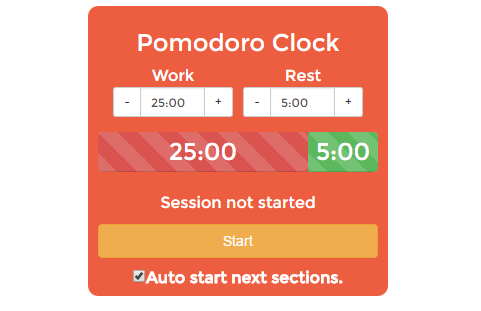 Pomodoro Clock
Work Rest
- 25:00 + - 5:00 +
25:00 5:00
Session not started
Start
Auto start next sections.